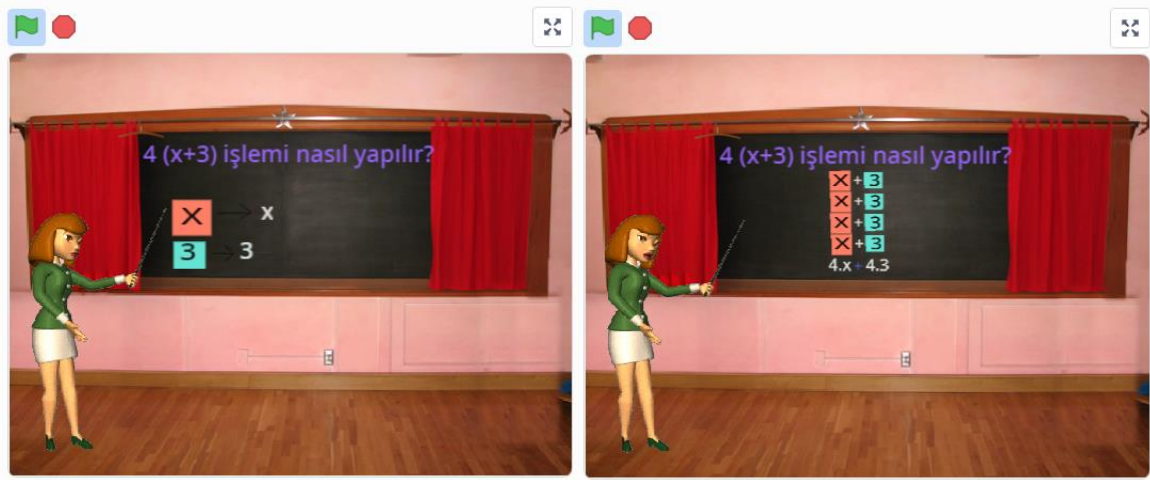 4 (x+3) işlemi nasıl yapılır?
X → x
3 → 3
4 (x+3) işlemi nasıl yapılır?
X + 3
X + 3
X + 3
X + 3
4.x + 4.3